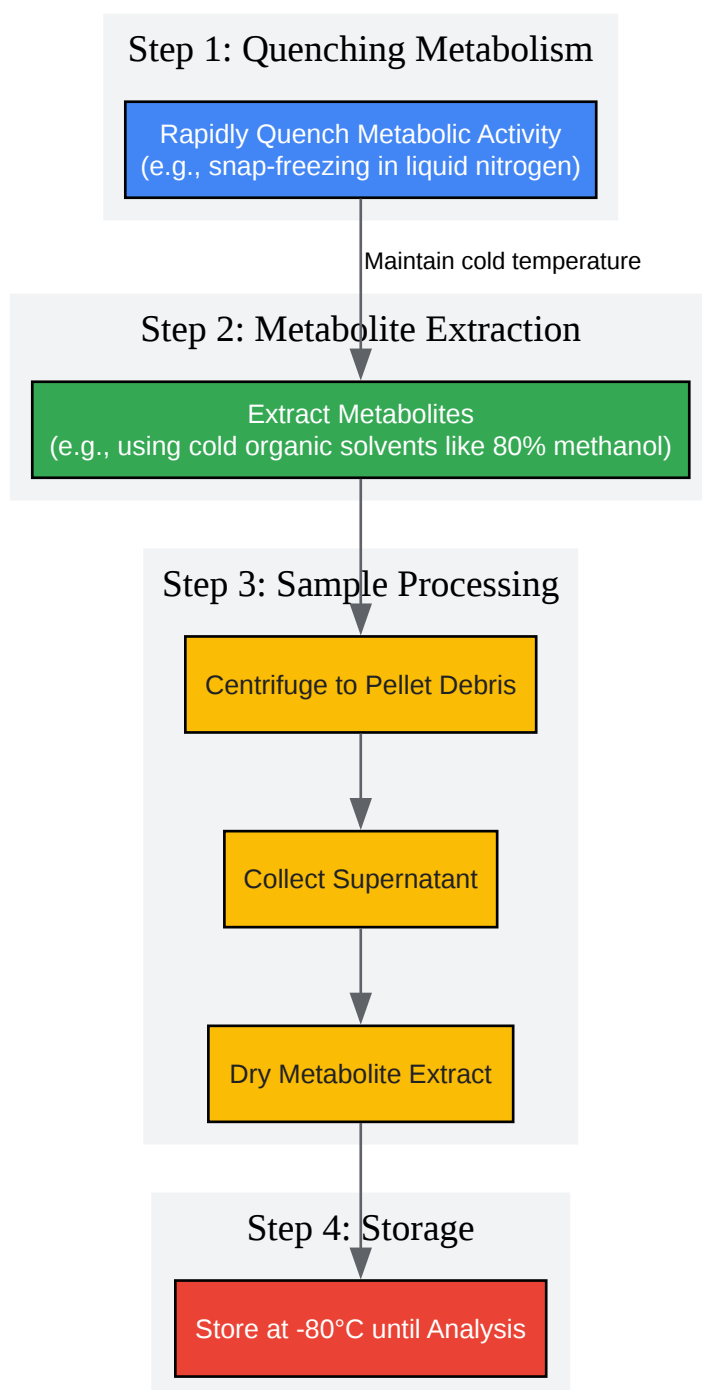 Step 1: Quenching Metabolism
Rapidly Quench Metabolic Activity
(e.g., snap-freezing in liquid nitrogen)
Maintain cold temperature
Step 2: Metabolite Extraction
Extract Metabolites
(e.g., using cold organic solvents like 80% methanol)
Step 3: Sample Processing
Centrifuge to Pellet Debris
Collect Supernatant
Dry Metabolite Extract
Step 4: Storage
Store at -80°C until Analysis